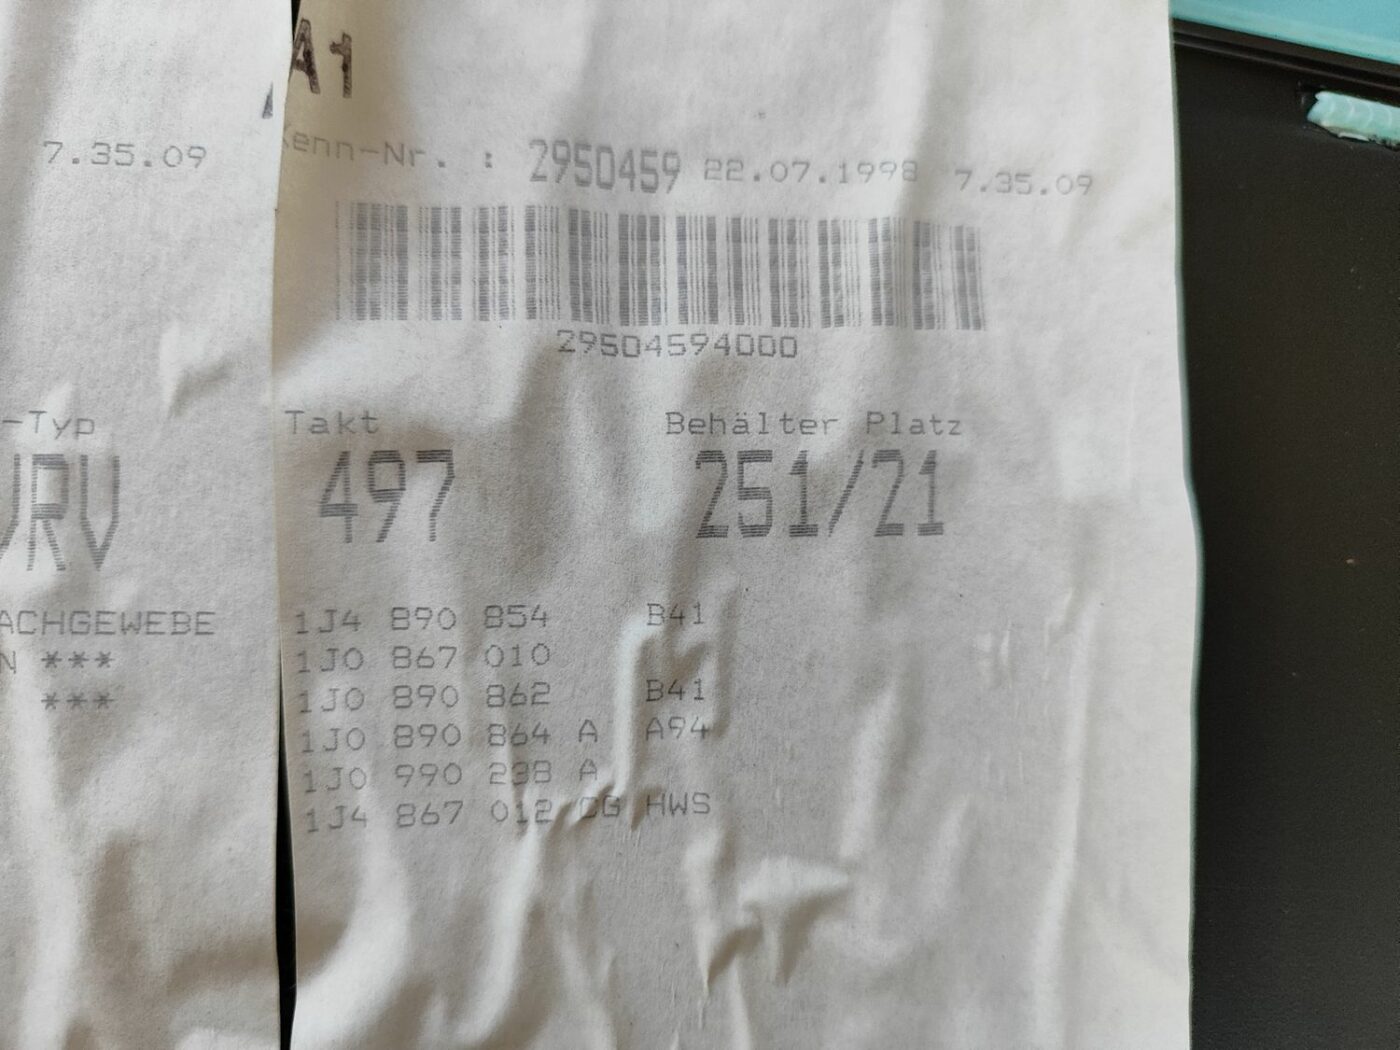 A1
7.35.09
Kenn-Nr. : 2950459 22.07.1998 7.35.09
29504594000
-Typ
VRV
ACHGEWEBE
N ***
***
Takt
Behälter Platz
497
251/21
1J4 890 854 B41
1J0 867 010
1J0 890 862 B41
1J0 890 864 A A94
1J0 990 238 A
1J4 867 012 CG HWS